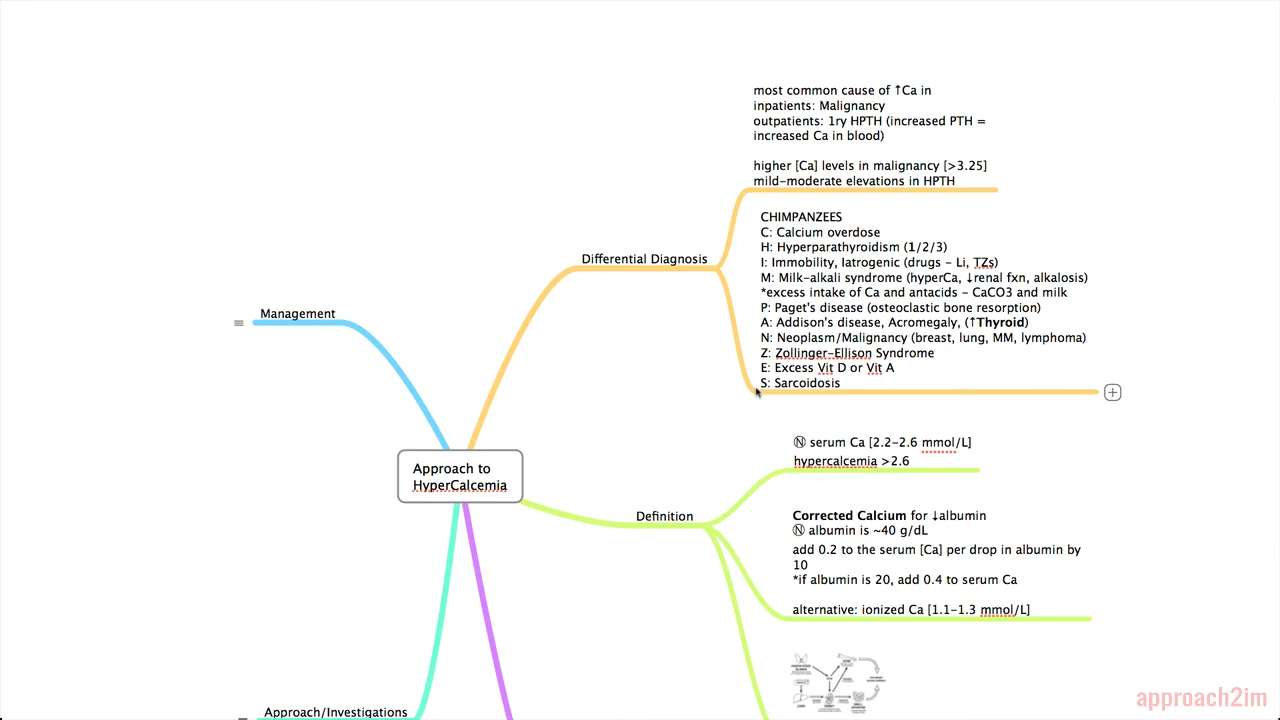 most common cause of ↑Ca in
inpatients: Malignancy
outpatients: 1ry HPTH (increased PTH =
increased Ca in blood)
higher [Ca] levels in malignancy [>3.25]
mild-moderate elevations in HPTH
CHIMPANZEES
C: Calcium overdose
H: Hyperparathyroidism (1/2/3)
I: Immobility, Iatrogenic (drugs - Li, TZs)
M: Milk-alkali syndrome (hyperCa, ↓renal fxn, alkalosis)
*excess intake of Ca and antacids - CaCO3 and milk
P: Paget's disease (osteoclastic bone resorption)
A: Addison's disease, Acromegaly, (↑Thyroid)
N: Neoplasm/Malignancy (breast, lung, MM, lymphoma)
Z: Zollinger-Ellison Syndrome
E: Excess Vit D or Vit A
S: Sarcoidosis
Differential Diagnosis
Management
Approach to
HyperCalcemia
Definition
Ⓝ serum Ca [2.2-2.6 mmol/L]
hypercalcemia >2.6
Corrected Calcium for ↓albumin
Ⓝ albumin is ~40 g/dL
add 0.2 to the serum [Ca] per drop in albumin by
10
*if albumin is 20, add 0.4 to serum Ca
alternative: ionized Ca [1.1-1.3 mmol/L]
Approach/Investigations
approach2im